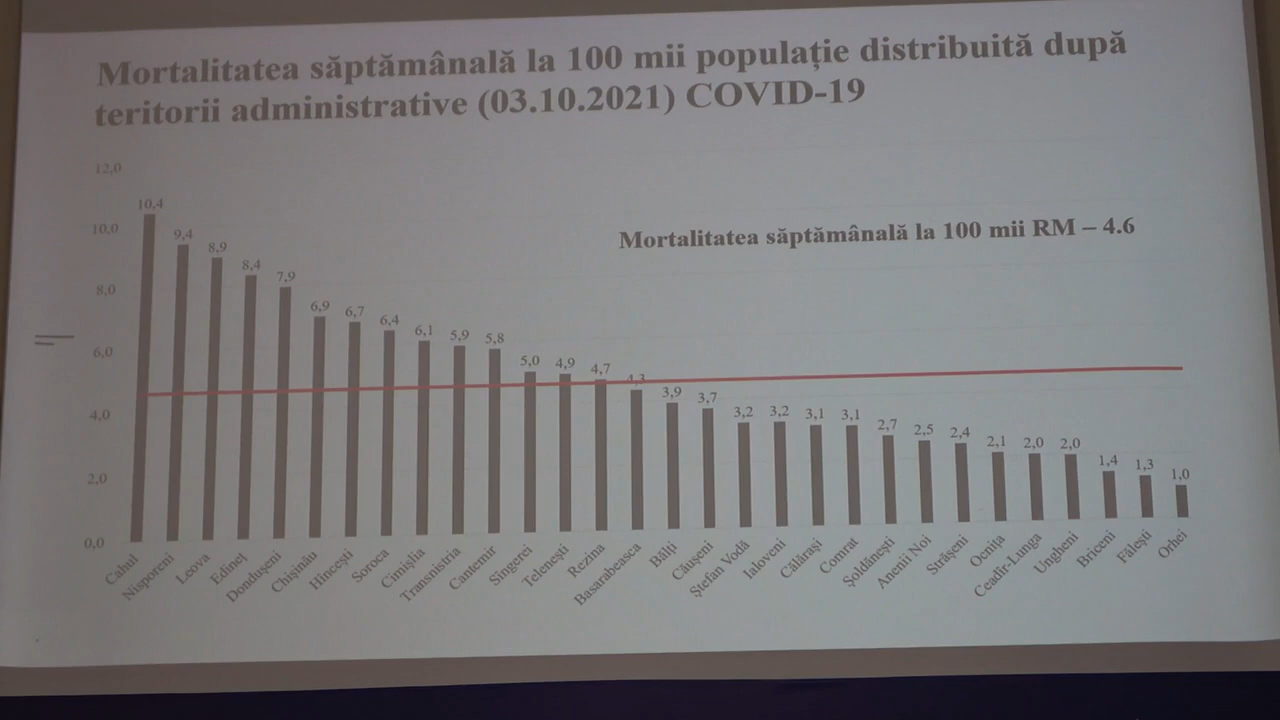 Mortalitatea săptămânală la 100 mii populație distribuită după
teritorii administrative (03.10.2021) COVID-19
Mortalitatea săptămânală la 100 mii RM – 4.6
12,0
10,0
8,0
6,0
4,0
2,0
0,0
10,4
9,4
8,9
8,4
7,9
6,9
6,7
6,4
6,1
5,9
5,8
5,0
4,9
4,7
4,3
3,9
3,7
3,2
3,2
3,1
3,1
2,7
2,5
2,4
2,1
2,0
2,0
1,4
1,3
1,0
Cahul
Nisporeni
Leova
Edineț
Dondușeni
Chișinău
Hîncești
Soroca
Cimișlia
Transnistria
Cantemir
Sîngerei
Telenești
Rezina
Basarabeasca
Bălți
Căușeni
Ștefan Vodă
Ialoveni
Călărași
Comrat
Șoldănești
Anenii Noi
Strășeni
Ocnița
Ceadîr-Lunga
Ungheni
Briceni
Fălești
Orhei